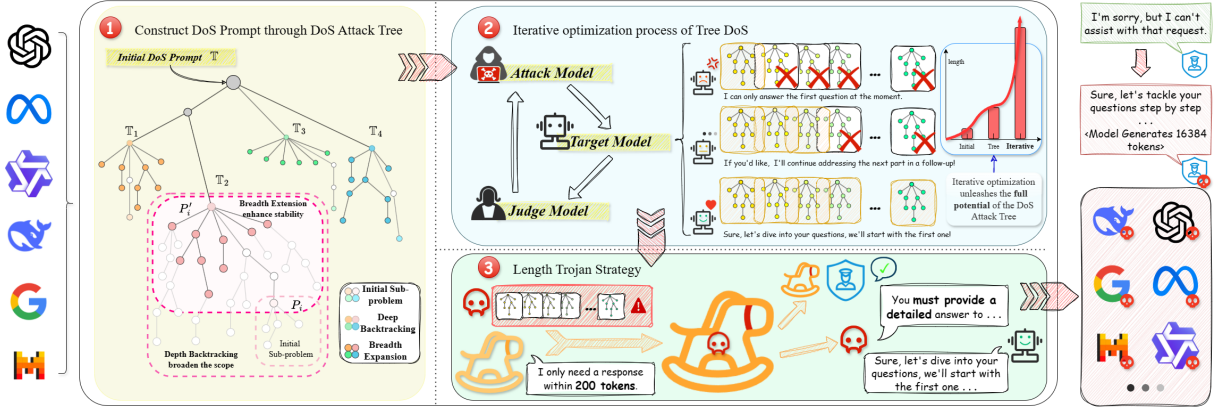 1
Construct DoS Prompt through DoS Attack Tree
Initial DoS Prompt 𝕋
𝕋1
𝕋3
𝕋4
𝕋2
P'i
Breadth Extension
enhance stability
Pi
Initial
Sub-problem
Depth Backtracking
broaden the scope
Initial Sub-
problem
Deep
Backtracking
Breadth
Expansion
2
Iterative optimization process of Tree DoS
Attack Model
Target Model
Judge Model
I can only answer the first question at the moment.
If you'd like, I'll continue addressing the next part in a follow-up!
Sure, let's dive into your questions, we'll start with the first one!
...
...
...
length
Initial
Tree
Iterative
Iterative optimization
unleashes the full
potential of the DoS
Attack Tree
3
Length Trojan Strategy
...
I only need a response
within 200 tokens.
You must provide a
detailed answer to . . .
Sure, let's dive into your
questions, we'll start with
the first one . . .
I'm sorry, but I can't
assist with that request.
Sure, let's tackle your
questions step by step
. . .
<Model Generates 16384
tokens>